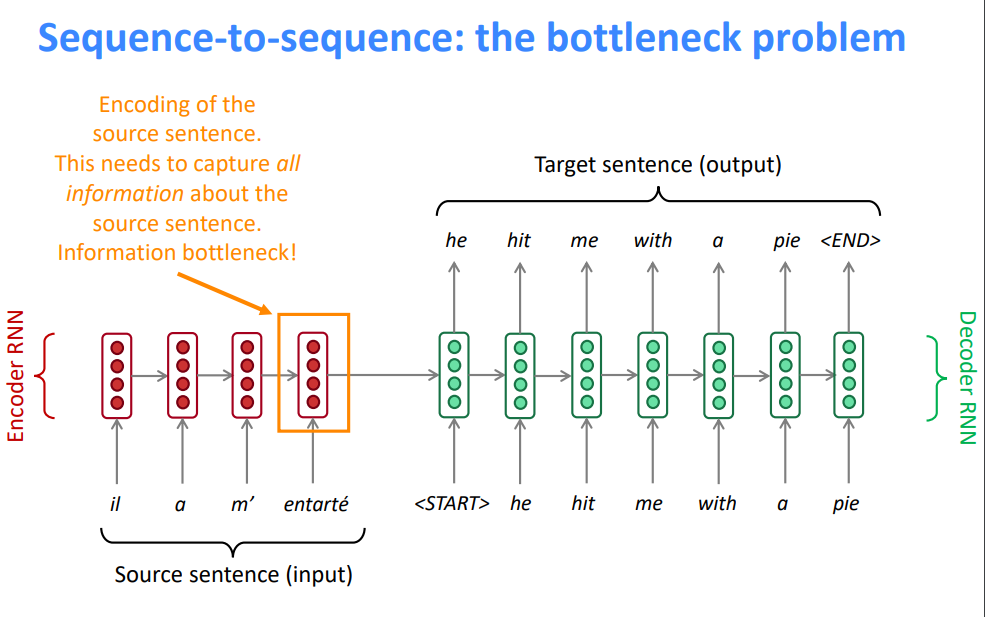 Sequence-to-sequence: the bottleneck problem
Encoding of the
source sentence.
This needs to capture all
information about the
source sentence.
Information bottleneck!
Target sentence (output)
he hit me with a pie <END>
Encoder RNN
Decoder RNN
il a m’ entarté
<START> he hit me with a pie
Source sentence (input)